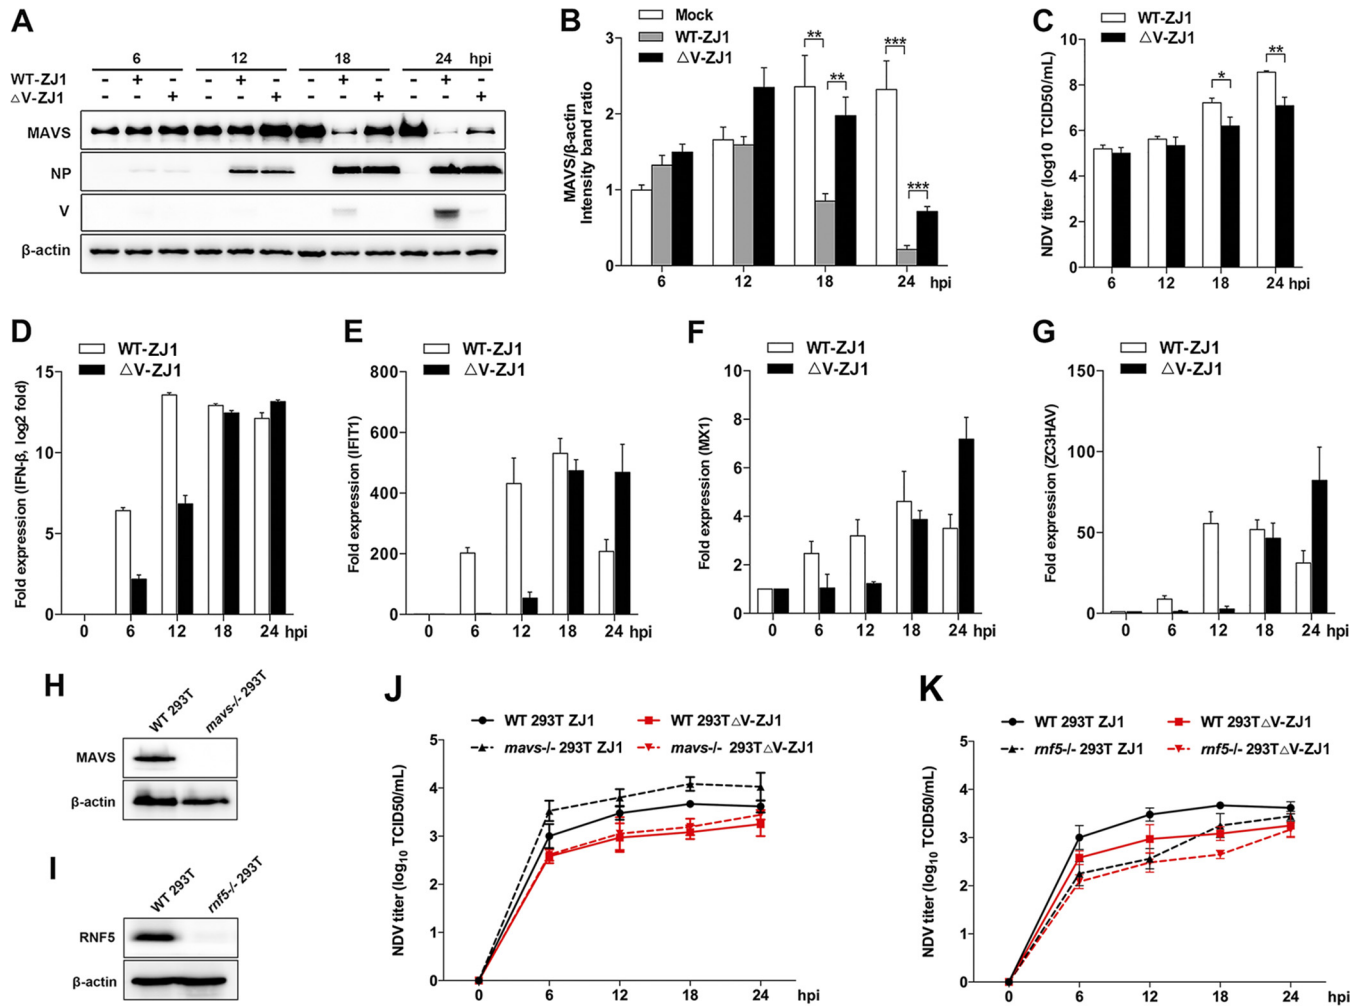 A
6 12 18 24 hpi
WT-ZJ1 - + - - + - - + - - + -
△V-ZJ1 - - + - - + - - + - - +
MAVS
NP
V
β-actin
B
Mock
WT-ZJ1
△V-ZJ1
MAVS/β-actin
Intensity band ratio
3
2
1
0
** ** *** ***
6 12 18 24 hpi
C
WT-ZJ1
△V-ZJ1
NDV titer (log10 TCID50/mL)
10
8
6
4
2
0
* **
6 12 18 24 hpi
D
WT-ZJ1
△V-ZJ1
Fold expression (IFN-β, log2 fold)
15
10
5
0
0 6 12 18 24 hpi
E
WT-ZJ1
△V-ZJ1
Fold expression (IFIT1)
800
600
400
200
0
0 6 12 18 24 hpi
F
WT-ZJ1
△V-ZJ1
Fold expression (MX1)
10
8
6
4
2
0
0 6 12 18 24 hpi
G
WT-ZJ1
△V-ZJ1
Fold expression (ZC3HAV)
150
100
50
0
0 6 12 18 24 hpi
H
WT 293T
mavs-/- 293T
MAVS
β-actin
I
WT 293T
rnf5-/- 293T
RNF5
β-actin
J
WT 293T ZJ1
WT 293T△V-ZJ1
mavs-/- 293T ZJ1
mavs-/- 293T△V-ZJ1
NDV titer (log10 TCID50/mL)
5
4
3
2
1
0
0 6 12 18 24 hpi
K
WT 293T ZJ1
WT 293T△V-ZJ1
rnf5-/- 293T ZJ1
rnf5-/- 293T△V-ZJ1
NDV titer (log10 TCID50/mL)
5
4
3
2
1
0
0 6 12 18 24 hpi